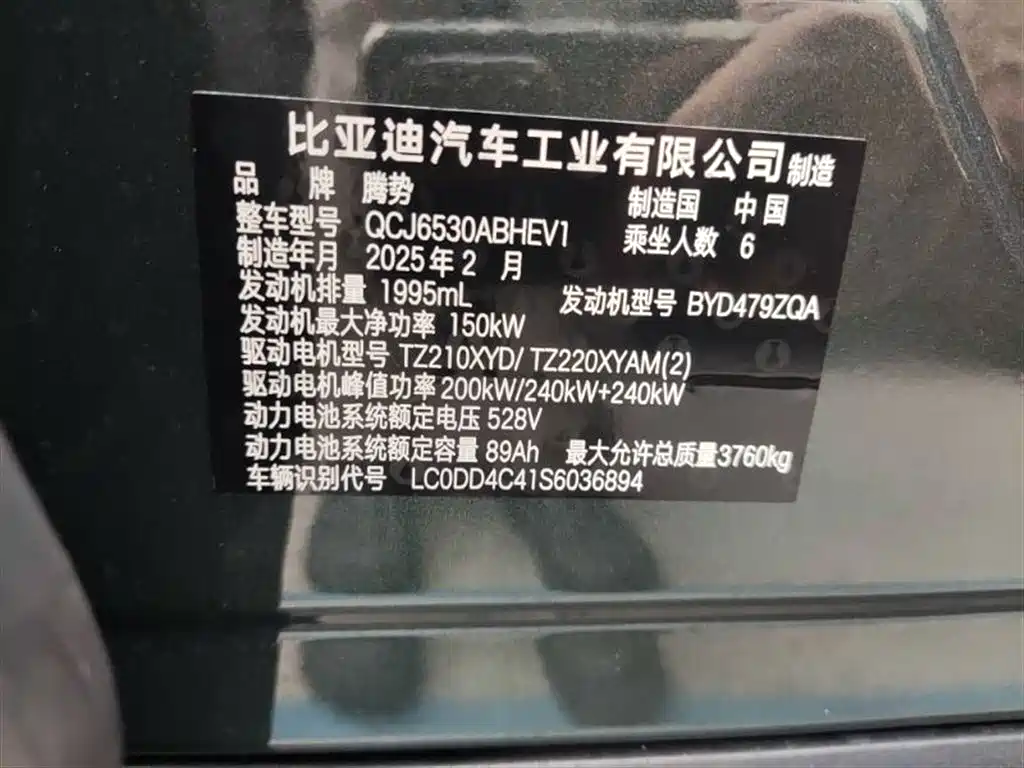 比亚迪汽车工业有限公司 制造
品 牌 腾势 制造国 中国
整车型号 QCJ6530ABHEV1 乘坐人数 6
制造年月 2025年2 月
发动机排量 1995mL 发动机型号 BYD479ZQA
发动机最大净功率 150kW
驱动电机型号 TZ210XYD/ TZ220XYAM(2)
驱动电机峰值功率 200kW/240kW+240kW
动力电池系统额定电压 528V
动力电池系统额定容量 89Ah 最大允许总质量3760kg
车辆识别代号 LC0DD4C41S6036894